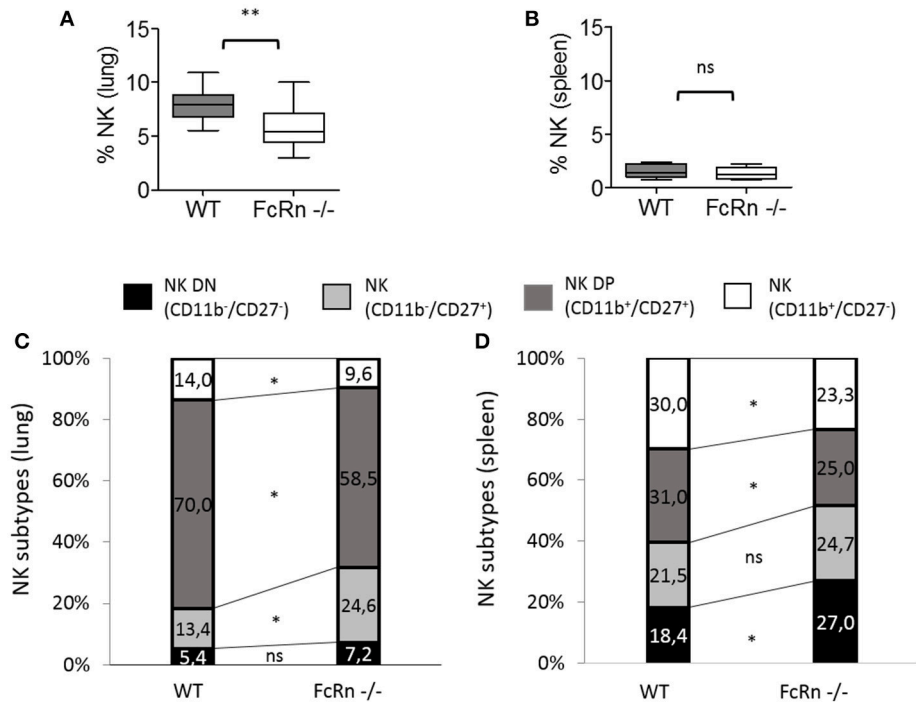 A
**
% NK (lung)
15
10
5
0
WT
FcRn -/-
B
ns
% NK (spleen)
15
10
5
0
WT
FcRn -/-
NK DN
(CD11b-/CD27-)
NK
(CD11b-/CD27+)
NK DP
(CD11b+/CD27+)
NK
(CD11b+/CD27-)
C
NK subtypes (lung)
100%
80%
60%
40%
20%
0%
14,0
*
9,6
70,0
*
58,5
13,4
*
24,6
5,4
ns
7,2
WT
FcRn -/-
D
NK subtypes (spleen)
100%
80%
60%
40%
20%
0%
30,0
*
23,3
31,0
*
25,0
21,5
ns
24,7
18,4
*
27,0
WT
FcRn -/-